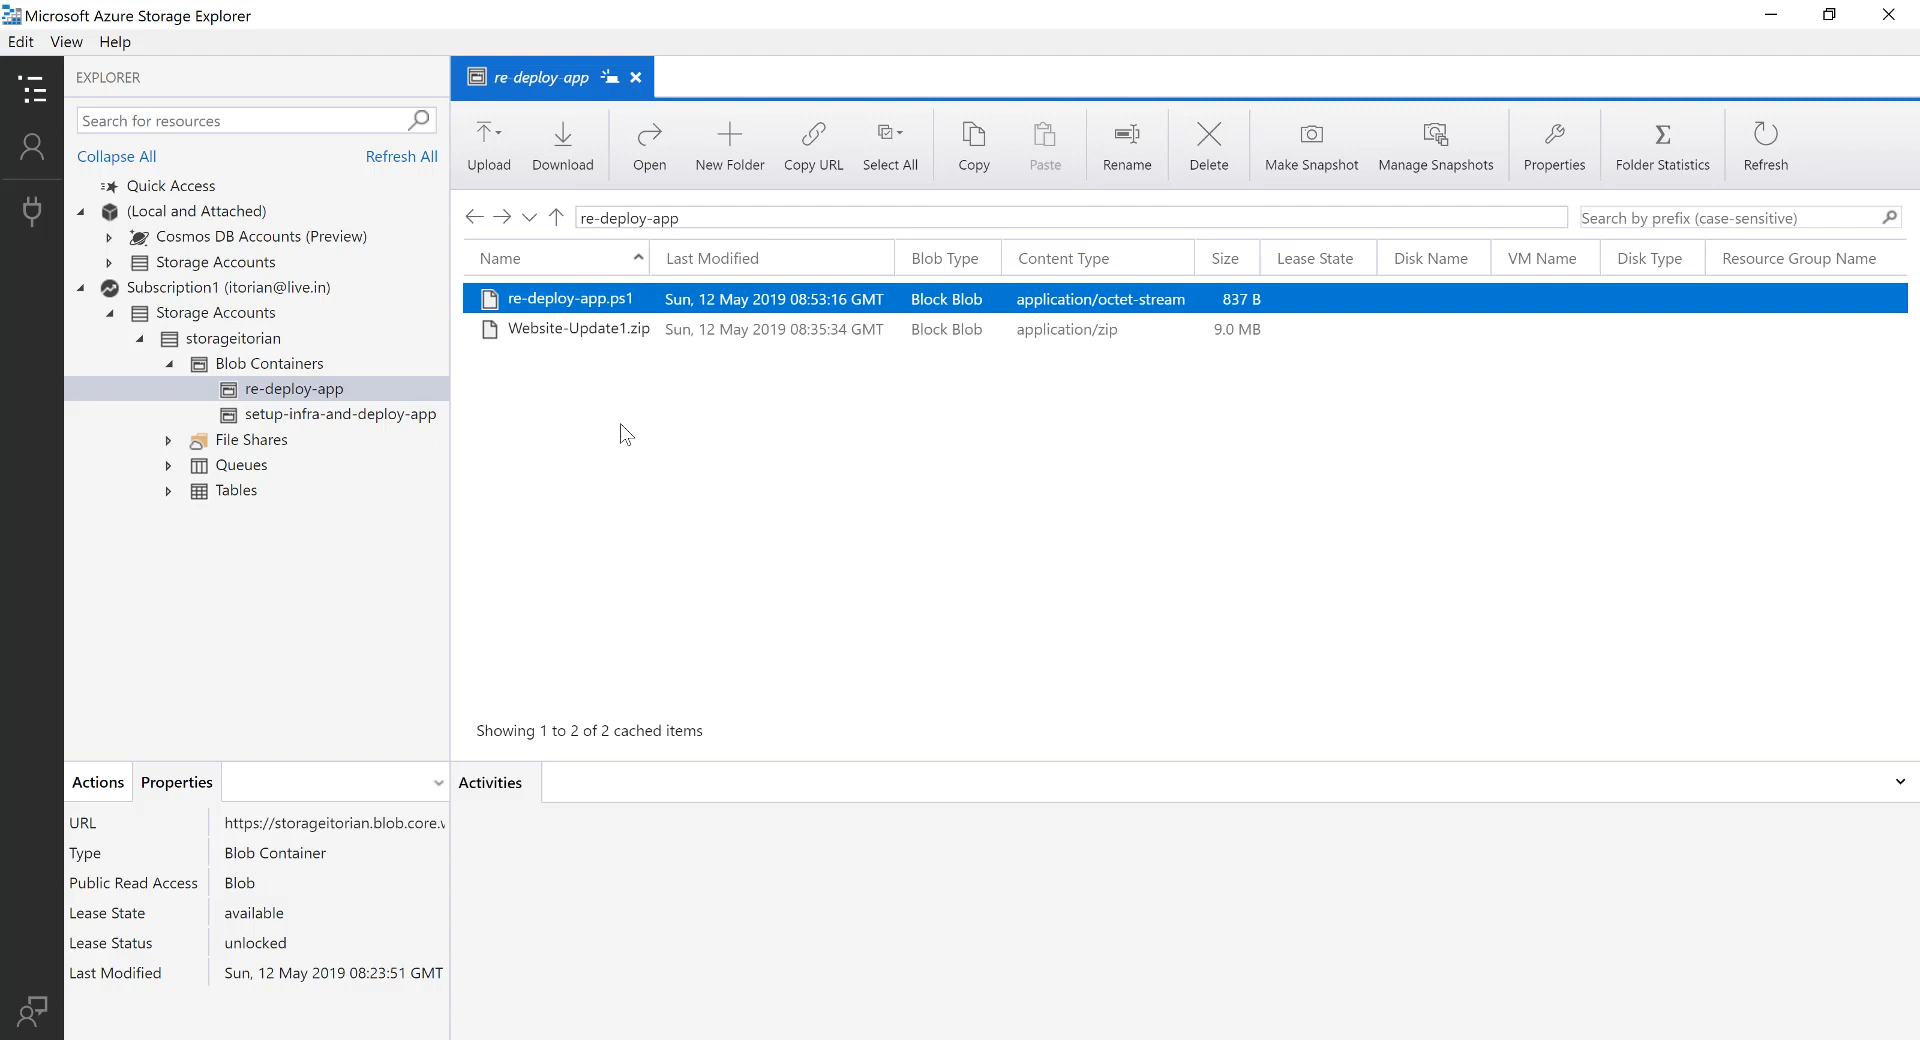 Microsoft Azure Storage Explorer
Edit View Help
EXPLORER
Search for resources
Collapse All Refresh All
Quick Access
(Local and Attached)
Cosmos DB Accounts (Preview)
Storage Accounts
Subscription1 (itorian@live.in)
Storage Accounts
storageitorian
Blob Containers
re-deploy-app
setup-infra-and-deploy-app
File Shares
Queues
Tables
Actions Properties
URL https://storageitorian.blob.core.
Type Blob Container
Public Read Access Blob
Lease State available
Lease Status unlocked
Last Modified Sun, 12 May 2019 08:23:51 GMT
re-deploy-app
Upload Download Open New Folder Copy URL Select All Copy Paste Rename Delete Make Snapshot Manage Snapshots Properties Folder Statistics Refresh
re-deploy-app Search by prefix (case-sensitive)
Name Last Modified Blob Type Content Type Size Lease State Disk Name VM Name Disk Type Resource Group Name
re-deploy-app.ps1 Sun, 12 May 2019 08:53:16 GMT Block Blob application/octet-stream 837 B
Website-Update1.zip Sun, 12 May 2019 08:35:34 GMT Block Blob application/zip 9.0 MB
Showing 1 to 2 of 2 cached items
Activities